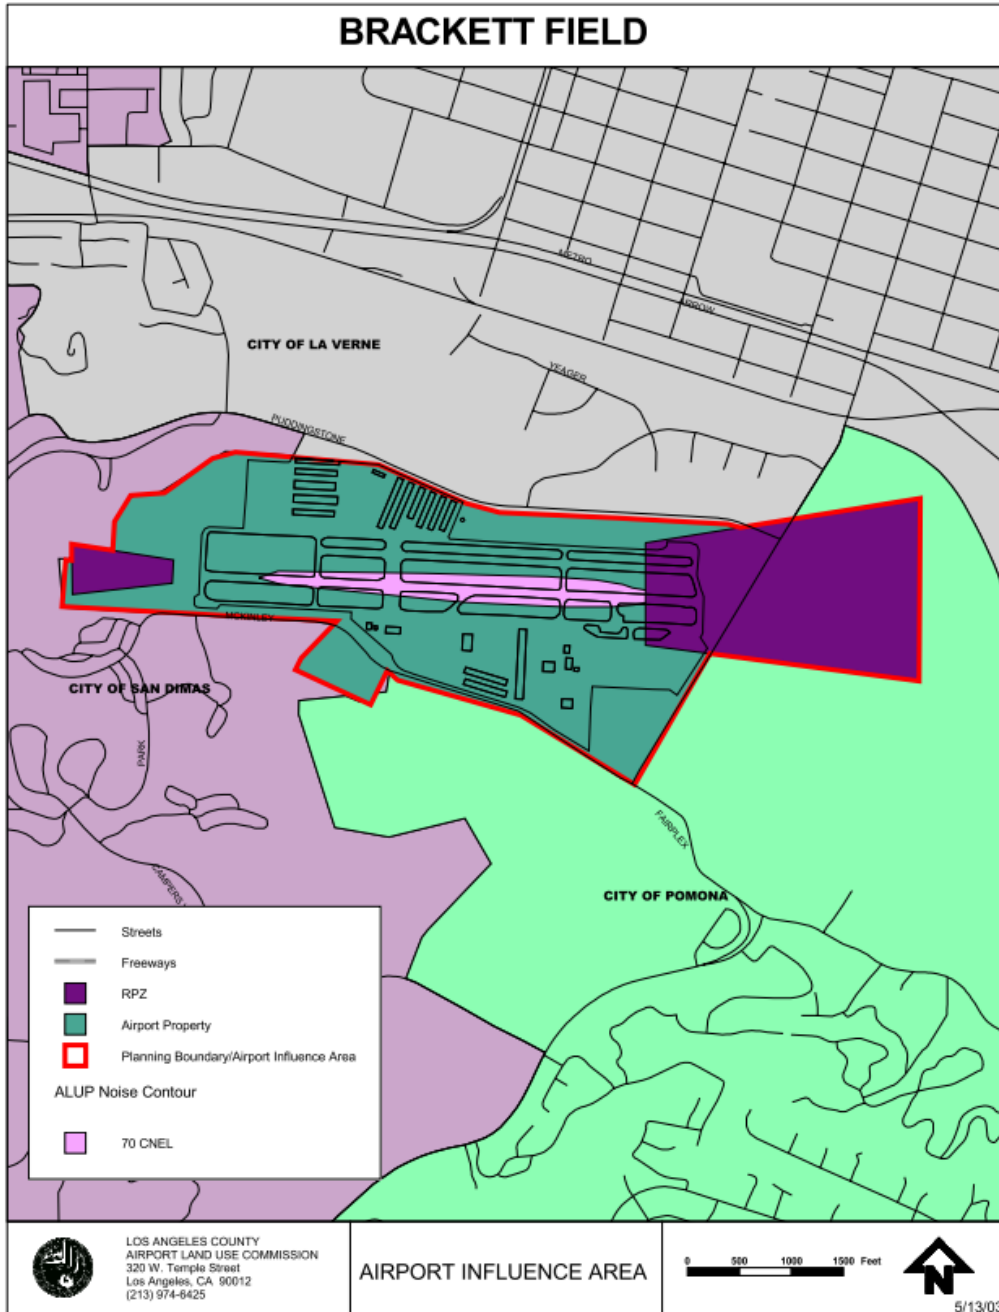 BRACKETT FIELD
METRO
ARROW
CITY OF LA VERNE
YEAGER
PUDDINGSTONE
MCKINLEY
CITY OF SAN DIMAS
PARK
FAIRPLEX
CITY OF POMONA
Streets
Freeways
RPZ
Airport Property
Planning Boundary/Airport Influence Area
ALUP Noise Contour
70 CNEL
LOS ANGELES COUNTY
AIRPORT LAND USE COMMISSION
320 W. Temple Street
Los Angeles, CA 90012
(213) 974-6425
AIRPORT INFLUENCE AREA
0 500 1000 1500 Feet
N
5/13/03